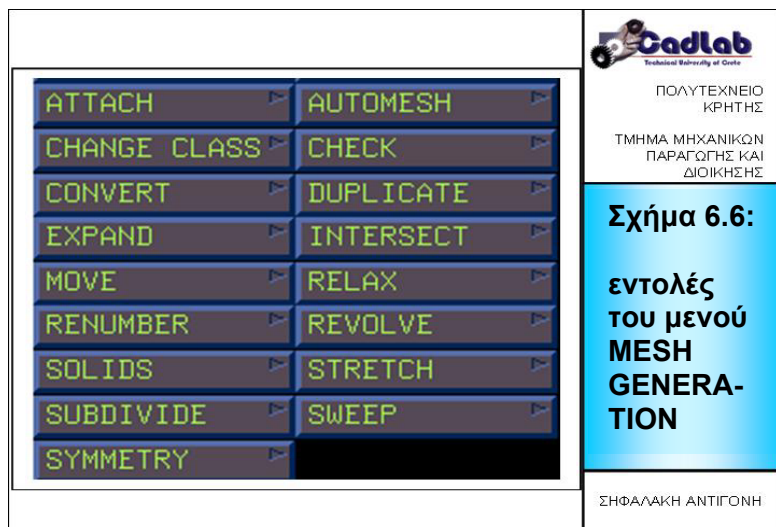 ATTACH
AUTOMESH
CHANGE CLASS
CHECK
CONVERT
DUPLICATE
EXPAND
INTERSECT
MOVE
RELAX
RENUMBER
REVOLVE
SOLIDS
STRETCH
SUBDIVIDE
SWEEP
SYMMETRY
CadLab
Technical University of Crete
ΠΟΛΥΤΕΧΝΕΙΟ
ΚΡΗΤΗΣ
ΤΜΗΜΑ ΜΗΧΑΝΙΚΩΝ
ΠΑΡΑΓΩΓΗΣ ΚΑΙ
ΔΙΟΙΚΗΣΗΣ
Σχήμα 6.6:
εντολές
του μενού
MESH
GENERA-
TION
ΣΗΦΑΛΑΚΗ ΑΝΤΙΓΟΝΗ